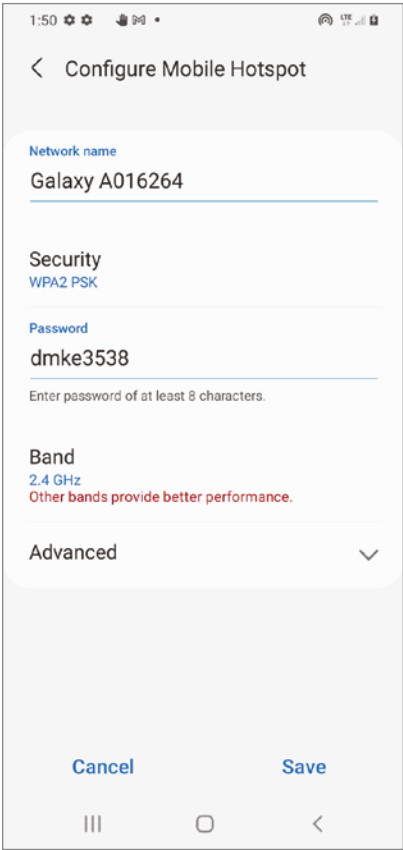 1:50
LTE
Configure Mobile Hotspot
Network name
Galaxy A016264
Security
WPA2 PSK
Password
dmke3538
Enter password of at least 8 characters.
Band
2.4 GHz
Other bands provide better performance.
Advanced
Cancel
Save